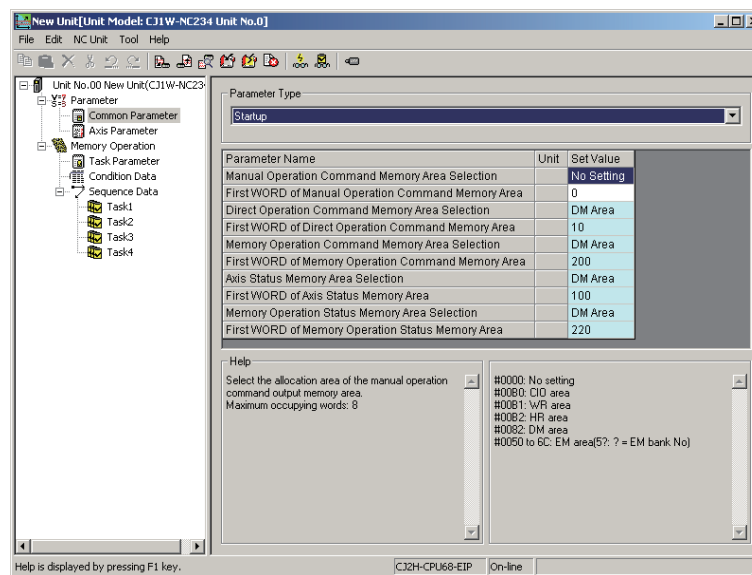 New Unit[Unit Model: CJ1W-NC234 Unit No.0]
File Edit NC Unit Tool Help
Unit No.00 New Unit(CJ1W-NC23
Parameter
Common Parameter
Axis Parameter
Memory Operation
Task Parameter
Condition Data
Sequence Data
Task1
Task2
Task3
Task4
Parameter Type
Startup
Parameter Name Unit Set Value
Manual Operation Command Memory Area Selection No Setting
First WORD of Manual Operation Command Memory Area 0
Direct Operation Command Memory Area Selection DM Area
First WORD of Direct Operation Command Memory Area 10
Memory Operation Command Memory Area Selection DM Area
First WORD of Memory Operation Command Memory Area 200
Axis Status Memory Area Selection DM Area
First WORD of Axis Status Memory Area 100
Memory Operation Status Memory Area Selection DM Area
First WORD of Memory Operation Status Memory Area 220
Help
Select the allocation area of the manual operation
command output memory area.
Maximum occupying words: 8
#0000: No setting
#00B0: CIO area
#00B1: WR area
#00B2: HR area
#0082: DM area
#0050 to 6C: EM area(5?: ? = EM bank No)
Help is displayed by pressing F1 key.
CJ2H-CPU68-EIP On-line